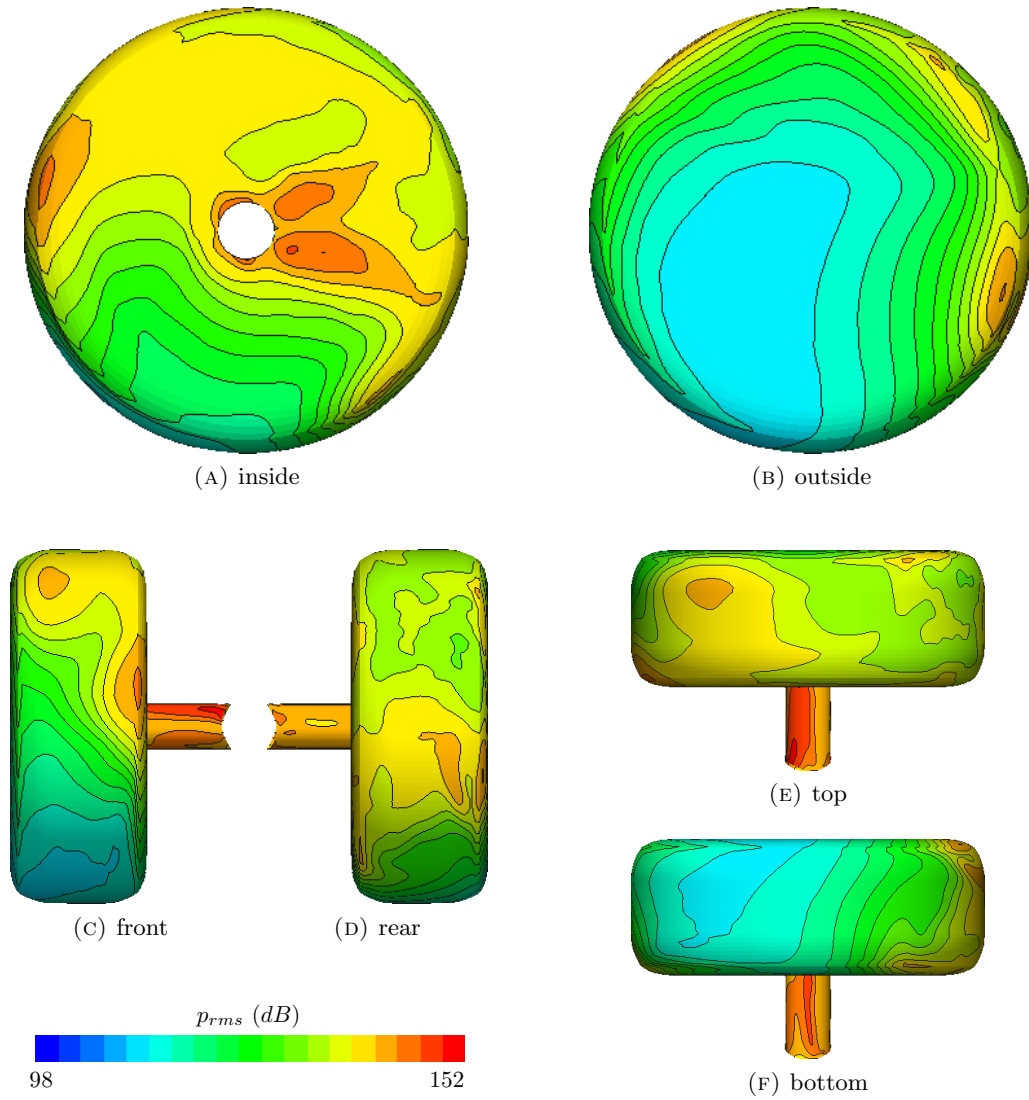 (A) inside
(B) outside
(C) front
(D) rear
(E) top
(F) bottom
p_rms (dB)
98 152